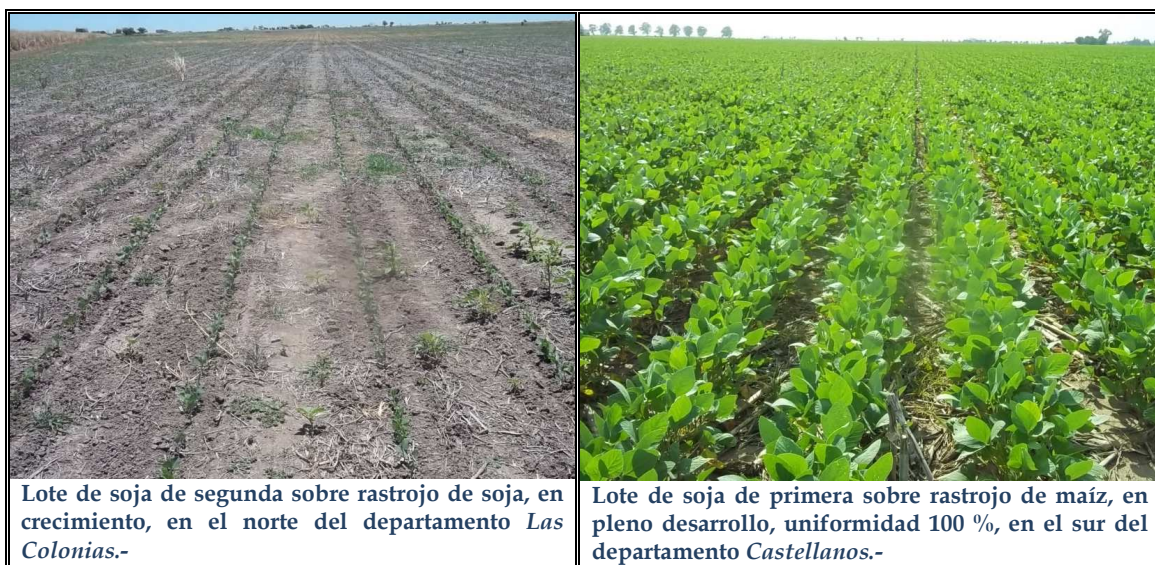 Lote de soja de segunda sobre rastrojo de soja, en
crecimiento, en el norte del departamento Las
Colonias.-
Lote de soja de primera sobre rastrojo de maíz, en
pleno desarrollo, uniformidad 100 %, en el sur del
departamento Castellanos.-